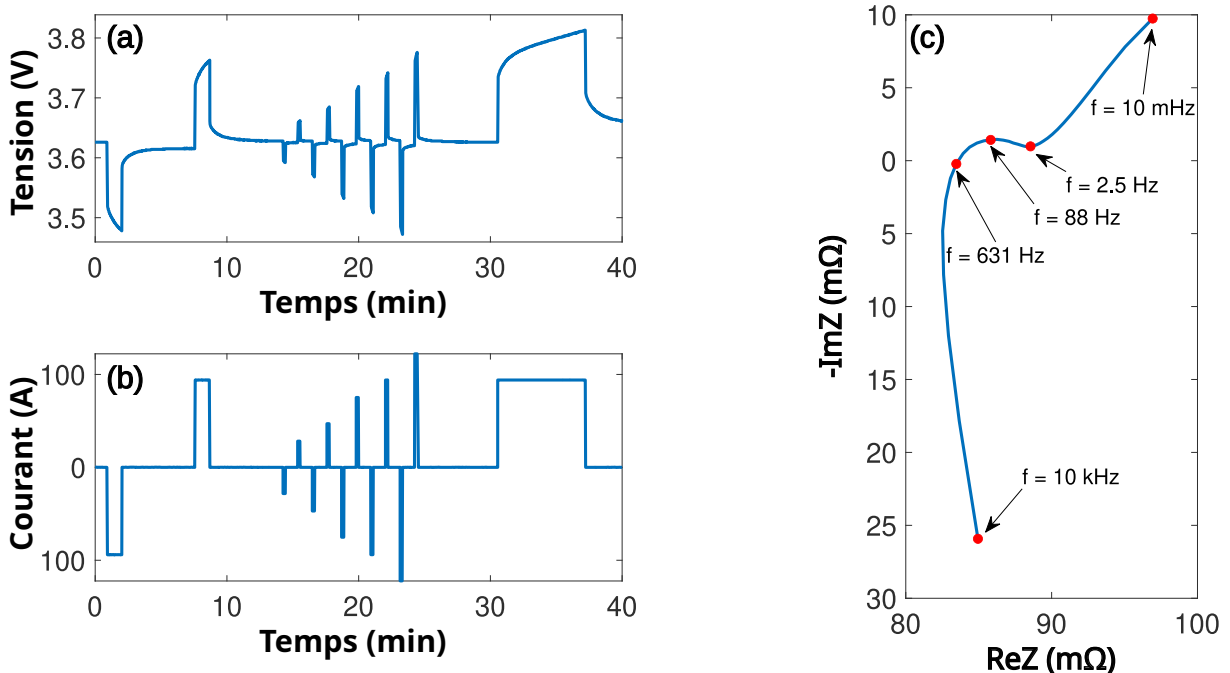 (a)
Tension (V)
3.8
3.7
3.6
3.5
0
10
20
30
40
Temps (min)
(b)
Courant (A)
100
0
100
0
10
20
30
40
Temps (min)
(c)
-ImZ (mΩ)
10
5
0
5
10
15
20
25
30
f = 10 mHz
f = 2.5 Hz
f = 88 Hz
f = 631 Hz
f = 10 kHz
80
90
100
ReZ (mΩ)